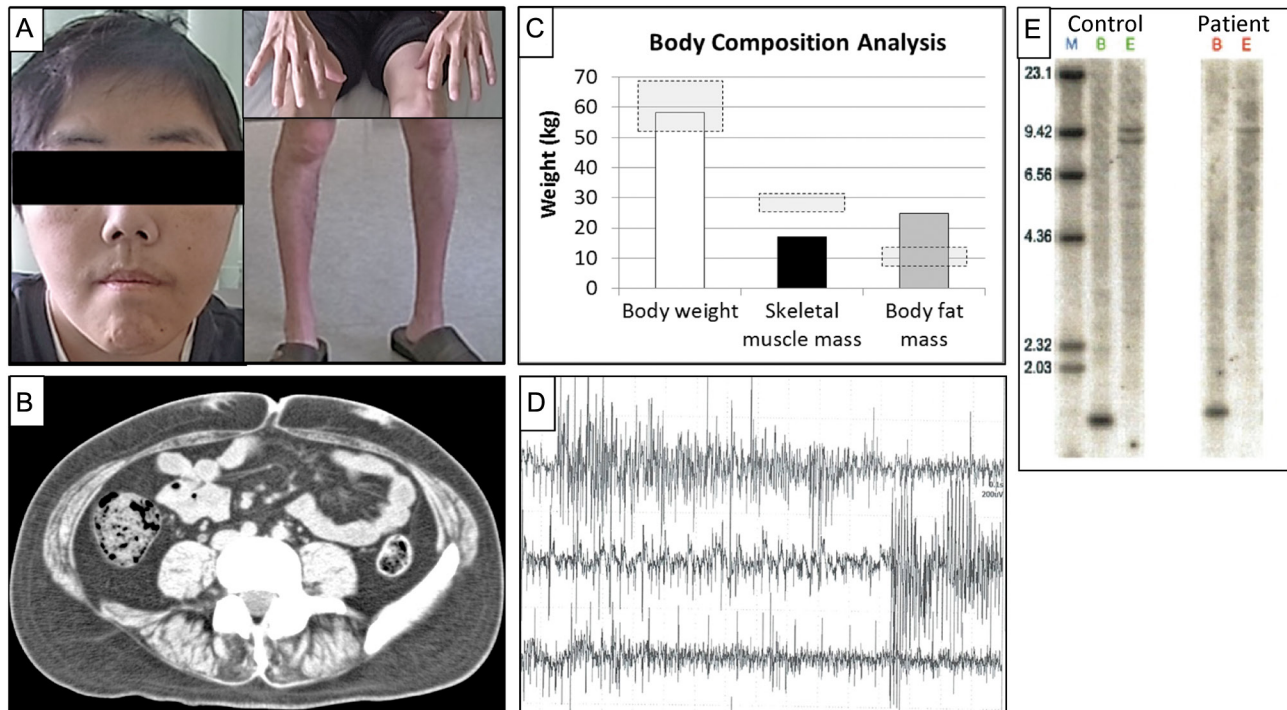 A
C
Body Composition Analysis
Weight (kg)
70
60
50
40
30
20
10
0
Body weight
Skeletal muscle mass
Body fat mass
E
Control Patient
M B E B E
23.1
9.42
6.56
4.36
2.32
2.03
B
D
0.1s
200uV